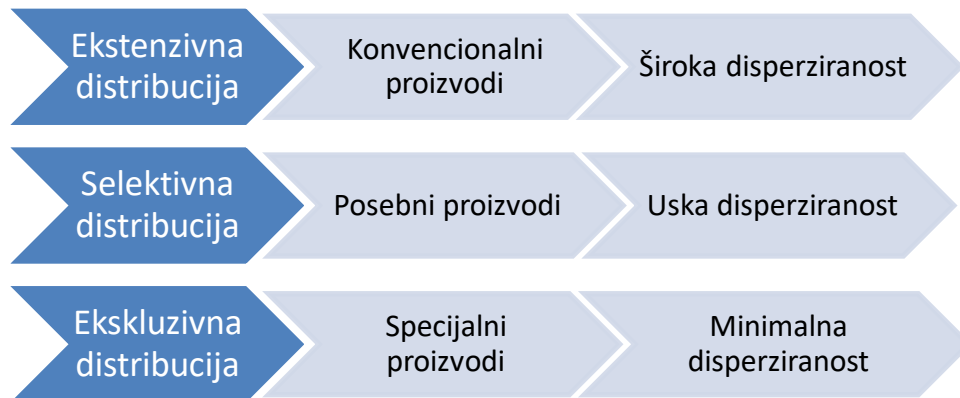 Ekstenzivna
distribucija
Konvencionalni
proizvodi
Široka disperziranost
Selektivna
distribucija
Posebni proizvodi
Uska disperziranost
Ekskluzivna
distribucija
Specijalni
proizvodi
Minimalna
disperziranost